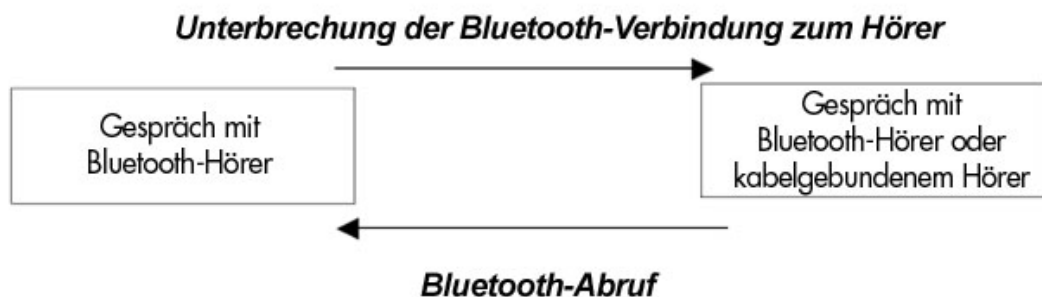 Unterbrechung der Bluetooth-Verbindung zum Hörer
Gespräch mit
Bluetooth-Hörer
Gespräch mit
Bluetooth-Hörer oder
kabelgebundenem Hörer
Bluetooth-Abruf